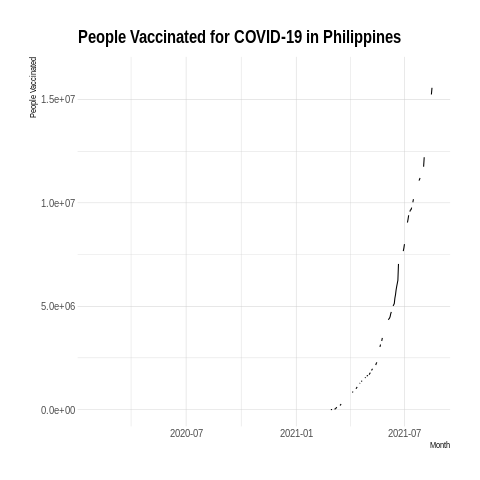 People Vaccinated for COVID-19 in Philippines
People Vaccinated
1.5e+07
1.0e+07
5.0e+06
0.0e+00
2020-07
2021-01
2021-07
Month